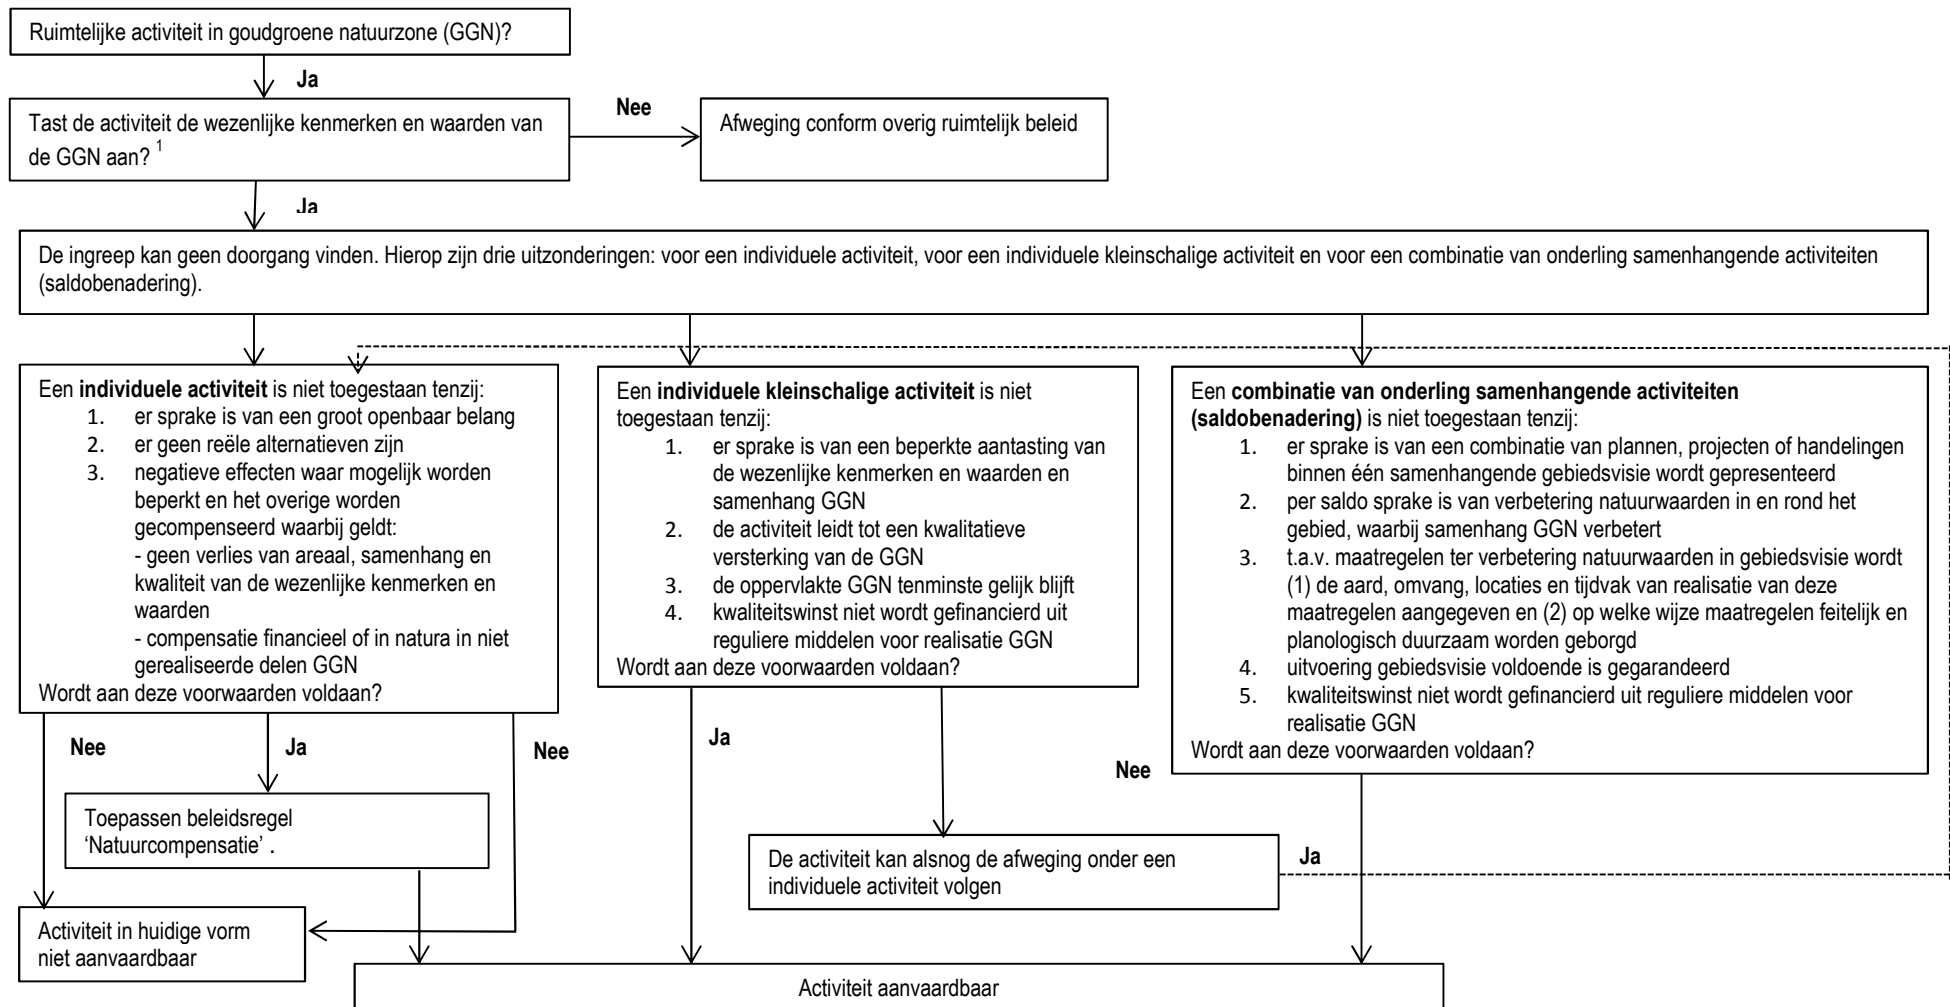 Ruimtelijke activiteit in goudgroene natuurzone (GGN)?
Ja
Tast de activiteit de wezenlijke kenmerken en waarden van
de GGN aan? 1
Nee
Afweging conform overig ruimtelijk beleid
Ja
De ingreep kan geen doorgang vinden. Hierop zijn drie uitzonderingen: voor een individuele activiteit, voor een individuele kleinschalige activiteit en voor een combinatie van onderling samenhangende activiteiten
(saldobenadering).
Een individuele activiteit is niet toegestaan tenzij:
1. er sprake is van een groot openbaar belang
2. er geen reële alternatieven zijn
3. negatieve effecten waar mogelijk worden
beperkt en het overige worden
gecompenseerd waarbij geldt:
- geen verlies van areaal, samenhang en
kwaliteit van de wezenlijke kenmerken en
waarden
- compensatie financieel of in natura in niet
gerealiseerde delen GGN
Wordt aan deze voorwaarden voldaan?
Een individuele kleinschalige activiteit is niet
toegestaan tenzij:
1. er sprake is van een beperkte aantasting van
de wezenlijke kenmerken en waarden en
samenhang GGN
2. de activiteit leidt tot een kwalitatieve
versterking van de GGN
3. de oppervlakte GGN tenminste gelijk blijft
4. kwaliteitswinst niet wordt gefinancierd uit
reguliere middelen voor realisatie GGN
Wordt aan deze voorwaarden voldaan?
Een combinatie van onderling samenhangende activiteiten
(saldobenadering) is niet toegestaan tenzij:
1. er sprake is van een combinatie van plannen, projecten of handelingen
binnen één samenhangende gebiedsvisie wordt gepresenteerd
2. per saldo sprake is van verbetering natuurwaarden in en rond het
gebied, waarbij samenhang GGN verbetert
3. t.a.v. maatregelen ter verbetering natuurwaarden in gebiedsvisie wordt
(1) de aard, omvang, locaties en tijdvak van realisatie van deze
maatregelen aangegeven en (2) op welke wijze maatregelen feitelijk en
planologisch duurzaam worden geborgd
4. uitvoering gebiedsvisie voldoende is gegarandeerd
5. kwaliteitswinst niet wordt gefinancierd uit reguliere middelen voor
realisatie GGN
Wordt aan deze voorwaarden voldaan?
Nee
Ja
Nee
Ja
Nee
Toepassen beleidsregel
‘Natuurcompensatie’ .
De activiteit kan alsnog de afweging onder een
individuele activiteit volgen
Ja
Activiteit in huidige vorm
niet aanvaardbaar
Activiteit aanvaardbaar